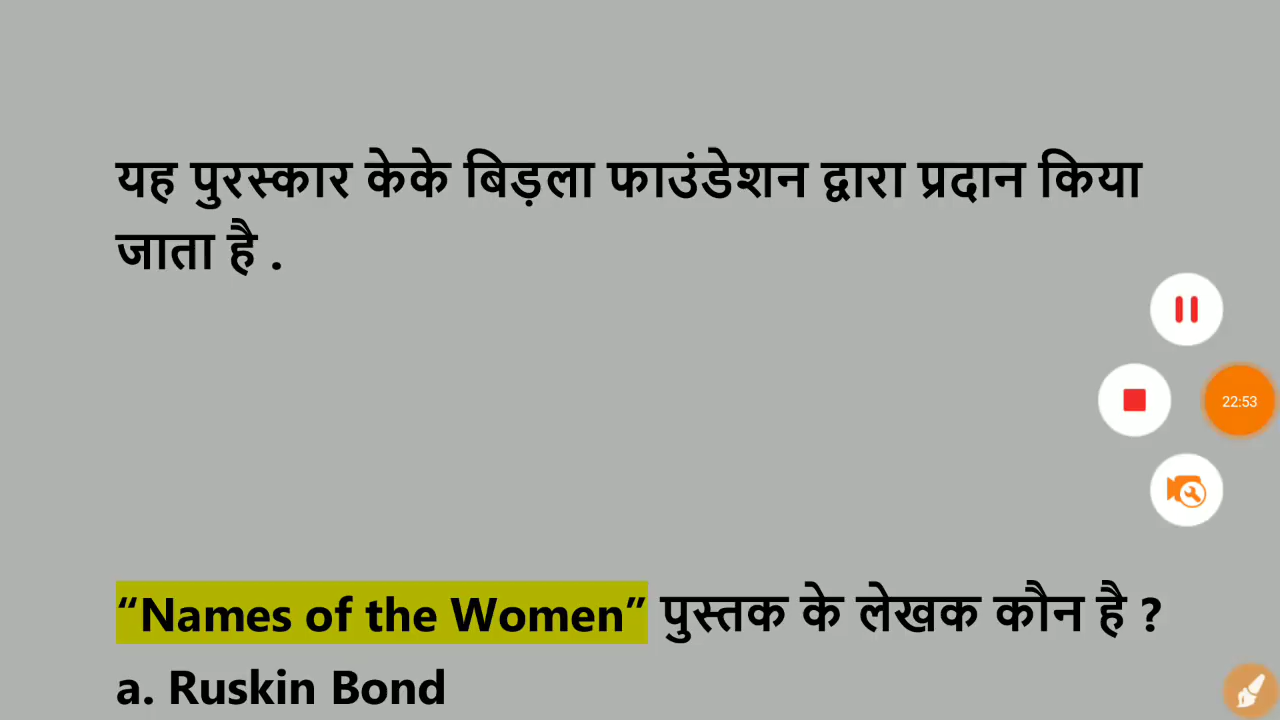 यह पुरस्कार केके बिड़ला फाउंडेशन द्वारा प्रदान किया
जाता है .
22:53
“Names of the Women” पुस्तक के लेखक कौन है ?
a. Ruskin Bond